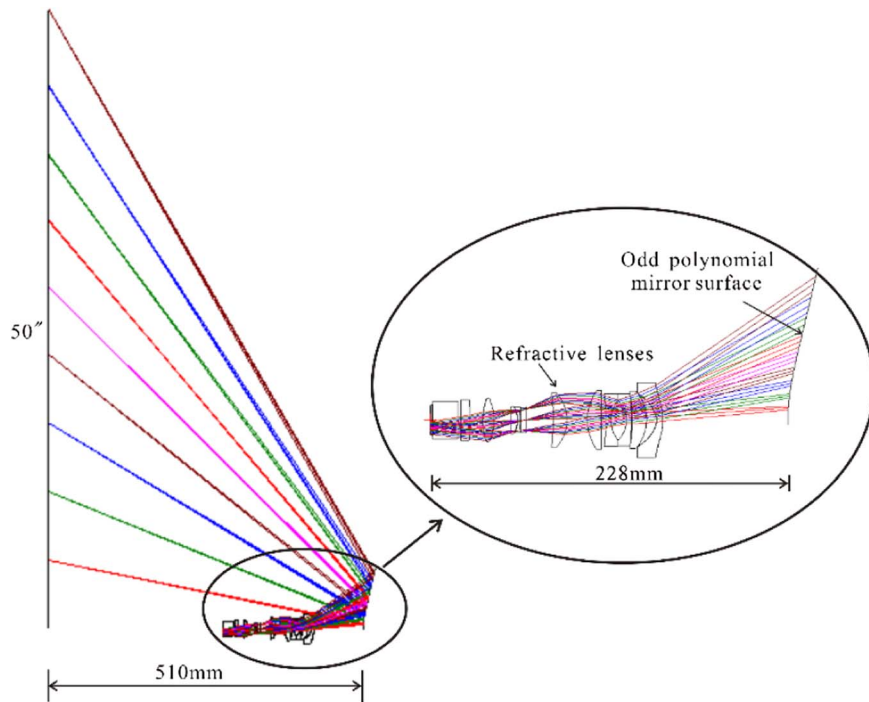 Odd polynomial
mirror surface
50″
Refractive lenses
228mm
510mm